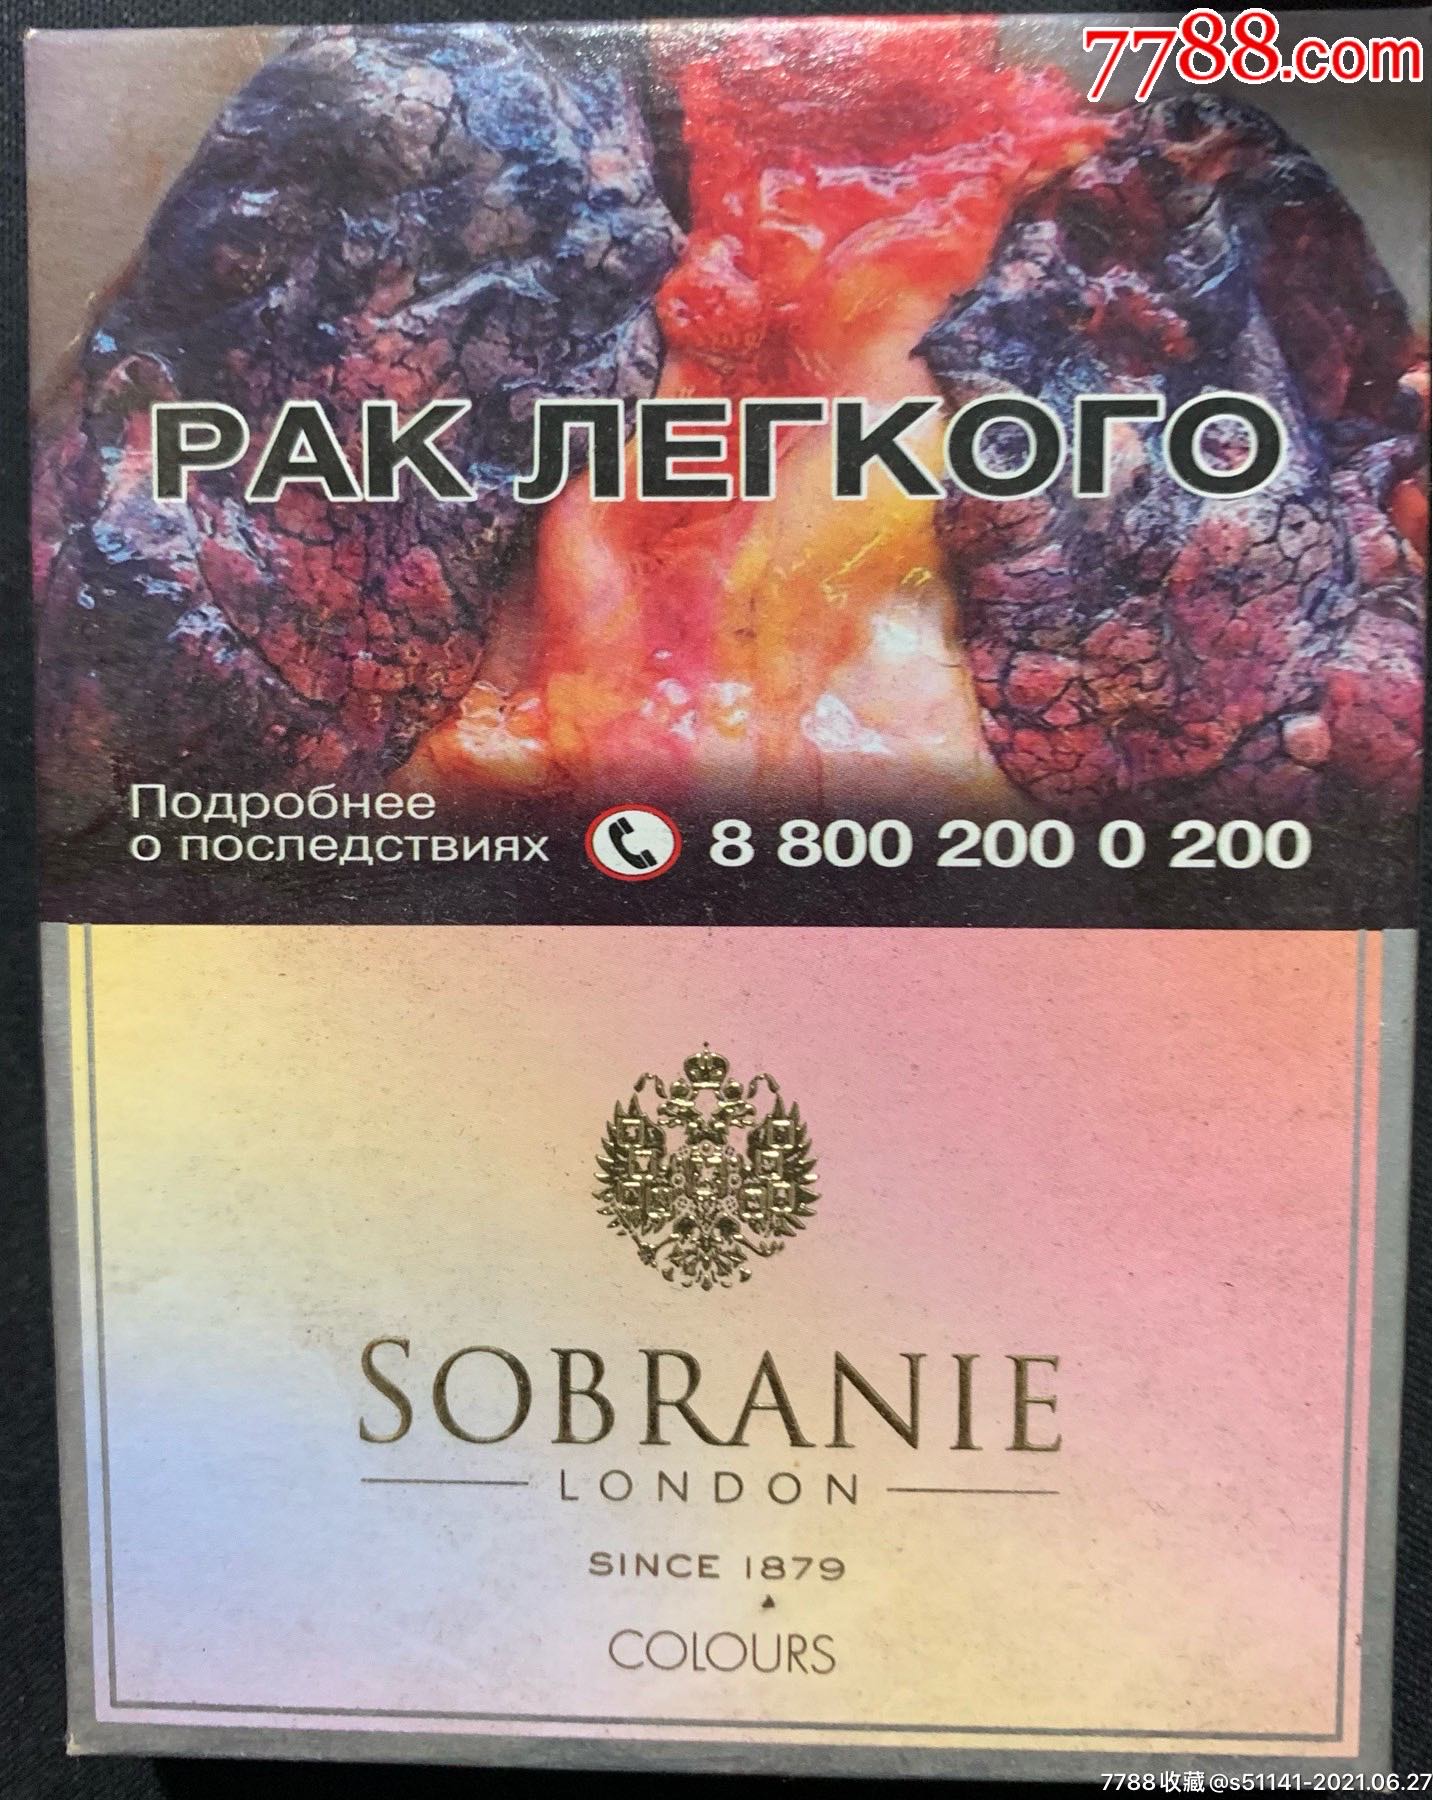 7788.com
РАК ЛЕГКОГО
Подробнее
о последствиях
8 800 200 0 200
SOBRANIE
LONDON
SINCE 1879
COLOURS
7788收藏@s51141-2021.06.27